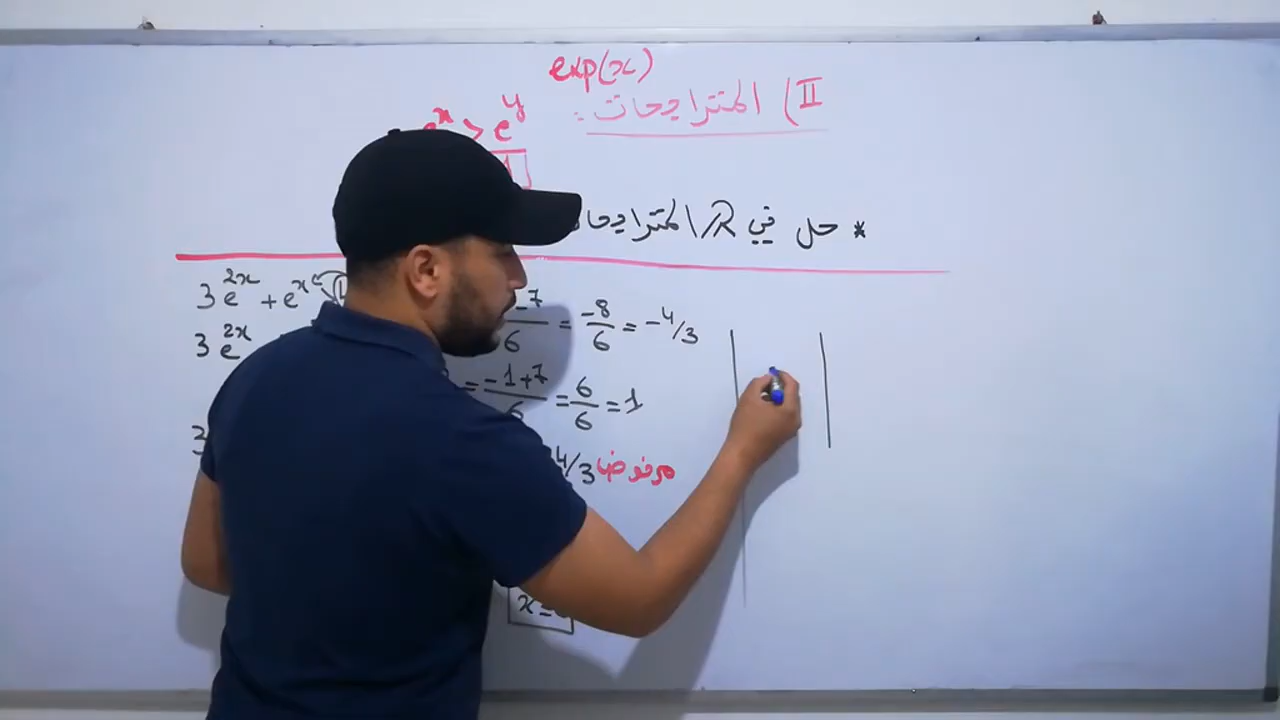 exp(x)
II) المتراجحات :
e^x > e^y
* حل في ℝ المتراجحات
3e^{2x} + e^x
3e^{2x}
-7/6 = -8/6 = -4/3
= -1+7/6 = 6/6 = 1
3
4/3 مرفوض
x =